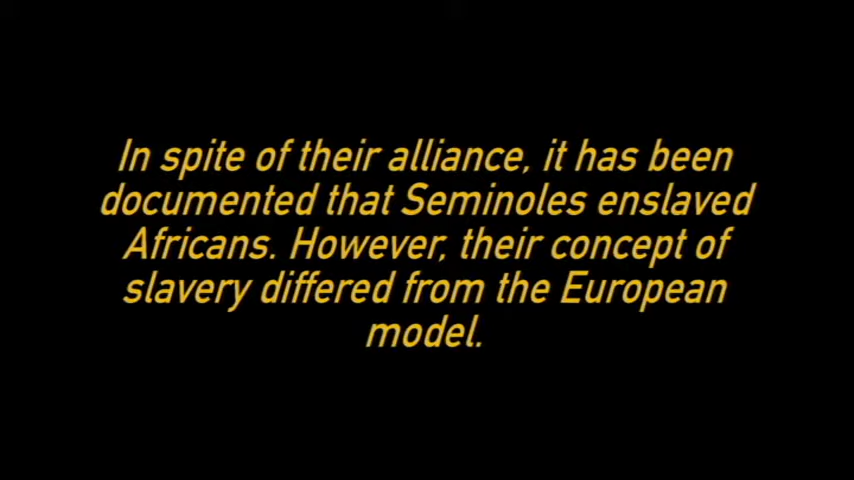 In spite of their alliance, it has been
documented that Seminoles enslaved
Africans. However, their concept of
slavery differed from the European
model.